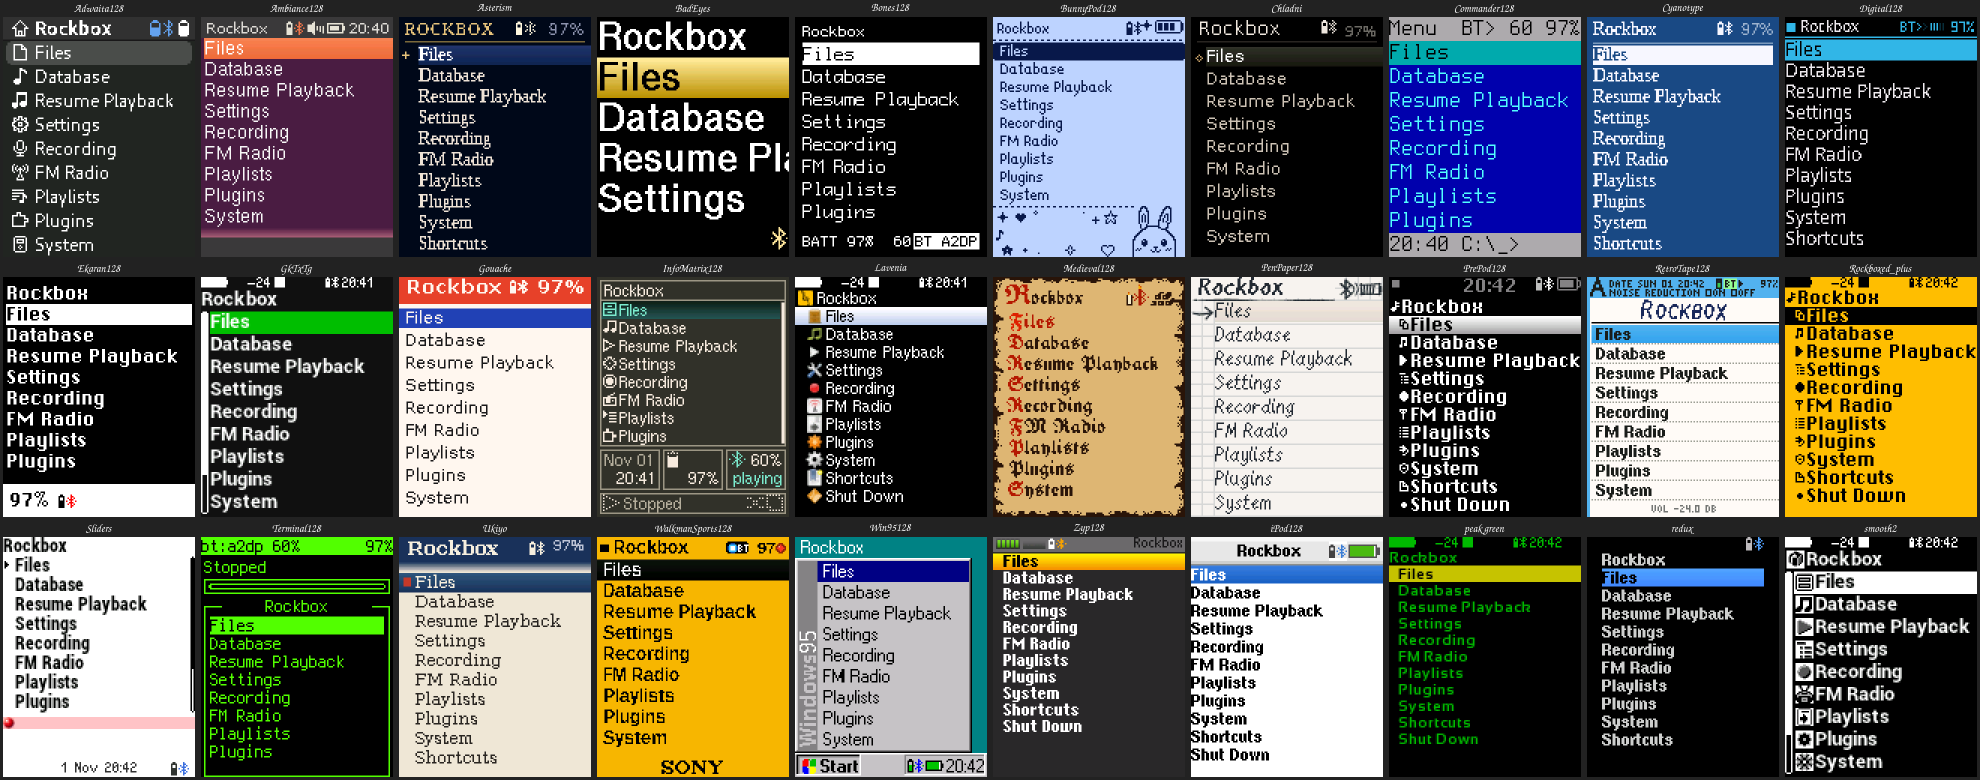 Adwaita128
Rockbox
Files
Database
Resume Playback
Settings
Recording
FM Radio
Playlists
Plugins
System
Ambiance128
Rockbox 20:40
Files
Database
Resume Playback
Settings
Recording
FM Radio
Playlists
Plugins
System
Asterism
ROCKBOX 97%
Files
Database
Resume Playback
Settings
Recording
FM Radio
Playlists
Plugins
System
Shortcuts
BadEyes
Rockbox
Files
Database
Resume Pla
Settings
Bones128
Rockbox
Files
Database
Resume Playback
Settings
Recording
FM Radio
Playlists
Plugins
BATT 97% 60 BT A2DP
BunnyPod128
Rockbox
Files
Database
Resume Playback
Settings
Recording
FM Radio
Playlists
Plugins
System
Chladni
Rockbox 97%
Files
Database
Resume Playback
Settings
Recording
FM Radio
Playlists
Plugins
System
Commander128
Menu BT> 60 97%
Files
Database
Resume Playback
Settings
Recording
FM Radio
Playlists
Plugins
20:40 C:\_>
Cyanotype
Rockbox 97%
Files
Database
Resume Playback
Settings
Recording
FM Radio
Playlists
Plugins
System
Shortcuts
Digital128
Rockbox BT> 97%
Files
Database
Resume Playback
Settings
Recording
FM Radio
Playlists
Plugins
System
Shortcuts
Ekaran128
Rockbox
Files
Database
Resume Playback
Settings
Recording
FM Radio
Playlists
Plugins
97%
GkTxTg
-24 20:41
Rockbox
Files
Database
Resume Playback
Settings
Recording
FM Radio
Playlists
Plugins
System
Gouache
Rockbox 97%
Files
Database
Resume Playback
Settings
Recording
FM Radio
Playlists
Plugins
System
InfoMatrix128
Rockbox
Files
Database
Resume Playback
Settings
Recording
FM Radio
Playlists
Plugins
Nov 01 60%
20:41 97% playing
Stopped
Lavenia
-24 20:41
Rockbox
Files
Database
Resume Playback
Settings
Recording
FM Radio
Playlists
Plugins
System
Shortcuts
Shut Down
Medieval128
Rockbox
Files
Database
Resume Playback
Settings
Recording
FM Radio
Playlists
Plugins
System
PenPaper128
Rockbox
Files
Database
Resume Playback
Settings
Recording
FM Radio
Playlists
Plugins
System
PrePod128
20:42
Rockbox
Files
Database
Resume Playback
Settings
Recording
FM Radio
Playlists
Plugins
System
Shortcuts
Shut Down
RetroTape128
A DATE SUN 01 20:42 BT 97%
NOISE REDUCTION ON OFF
ROCKBOX
Files
Database
Resume Playback
Settings
Recording
FM Radio
Playlists
Plugins
System
VOL -24.0 DB
Rockboxed_plus
-24 20:42
Rockbox
Files
Database
Resume Playback
Settings
Recording
FM Radio
Playlists
Plugins
System
Shortcuts
Shut Down
Sliders
Rockbox
Files
Database
Resume Playback
Settings
Recording
FM Radio
Playlists
Plugins
1 Nov 20:42
Terminal128
bt:a2dp 60% 97%
Stopped
Rockbox
Files
Database
Resume Playback
Settings
Recording
FM Radio
Playlists
Plugins
Ukiyo
Rockbox 97%
Files
Database
Resume Playback
Settings
Recording
FM Radio
Playlists
Plugins
System
Shortcuts
WalkmanSports128
Rockbox BT 97
Files
Database
Resume Playback
Settings
Recording
FM Radio
Playlists
Plugins
System
SONY
Win95128
Rockbox
Windows95
Files
Database
Resume Playback
Settings
Recording
FM Radio
Playlists
Plugins
System
Start 20:42
Zyp128
Rockbox
Files
Database
Resume Playback
Settings
Recording
FM Radio
Playlists
Plugins
System
Shortcuts
Shut Down
iPod128
Rockbox
Files
Database
Resume Playback
Settings
Recording
FM Radio
Playlists
Plugins
System
Shortcuts
Shut Down
peak green
-24 20:42
Rockbox
Files
Database
Resume Playback
Settings
Recording
FM Radio
Playlists
Plugins
System
Shortcuts
Shut Down
redux
Rockbox
Files
Database
Resume Playback
Settings
Recording
FM Radio
Playlists
Plugins
System
Shortcuts
smooth2
-24 20:42
Rockbox
Files
Database
Resume Playback
Settings
Recording
FM Radio
Playlists
Plugins
System